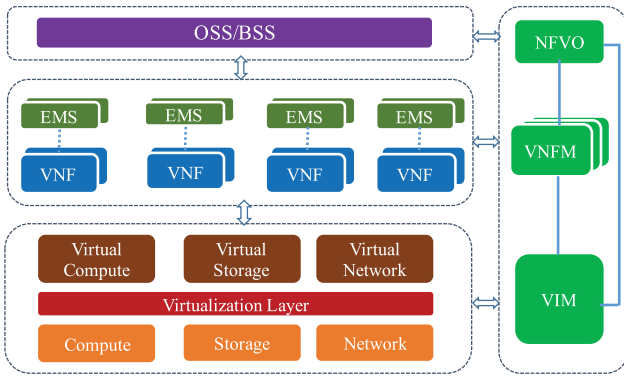 OSS/BSS
NFVO
EMS
EMS
EMS
EMS
VNF
VNF
VNF
VNF
VNFM
Virtual
Compute
Virtual
Storage
Virtual
Network
Virtualization Layer
VIM
Compute
Storage
Network